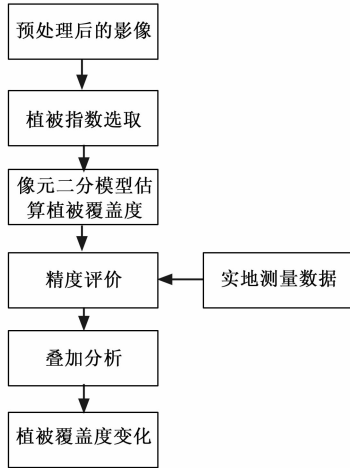 预处理后的影像
植被指数选取
像元二分模型估
算植被覆盖度
精度评价
实地测量数据
叠加分析
植被覆盖度变化